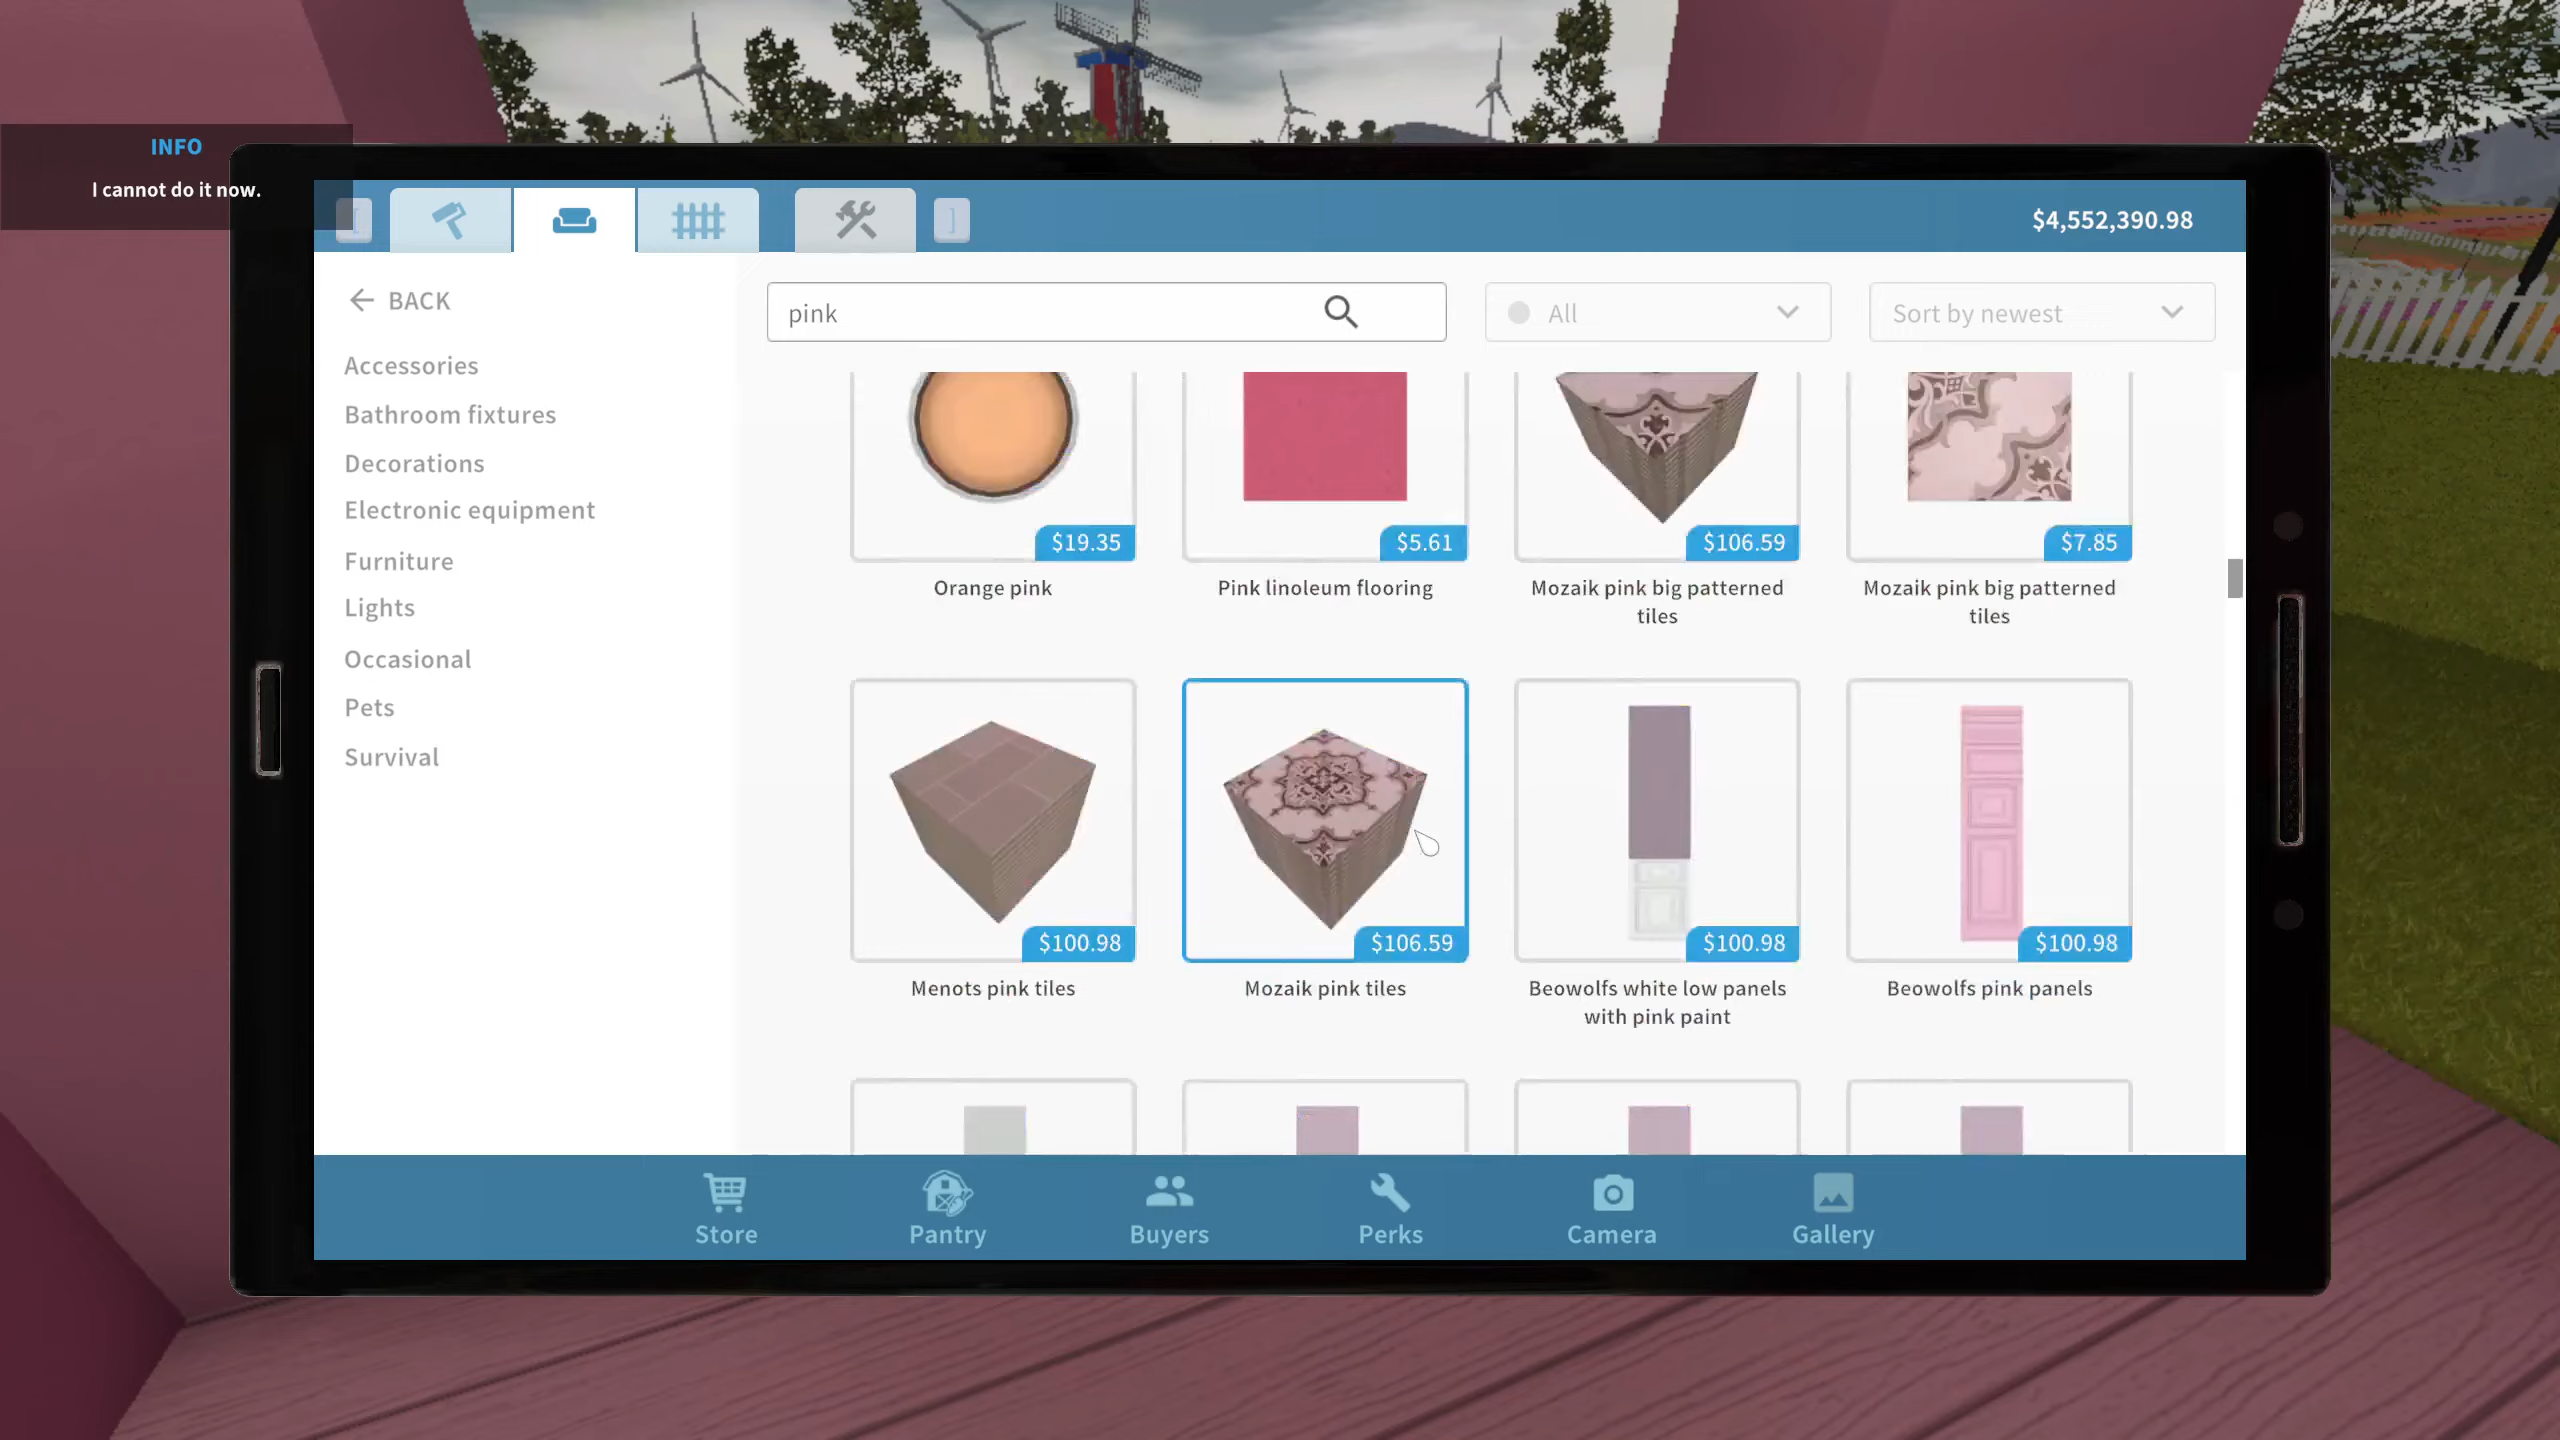 INFO
I cannot do it now.
[
]
$4,552,390.98
BACK
pink
All
Sort by newest
Accessories
Bathroom fixtures
Decorations
Electronic equipment
Furniture
Lights
Occasional
Pets
Survival
$19.35
$5.61
$106.59
$7.85
Orange pink
Pink linoleum flooring
Mozaik pink big patterned
tiles
Mozaik pink big patterned
tiles
$100.98
$106.59
$100.98
$100.98
Menots pink tiles
Mozaik pink tiles
Beowolfs white low panels
with pink paint
Beowolfs pink panels
Store
Pantry
Buyers
Perks
Camera
Gallery